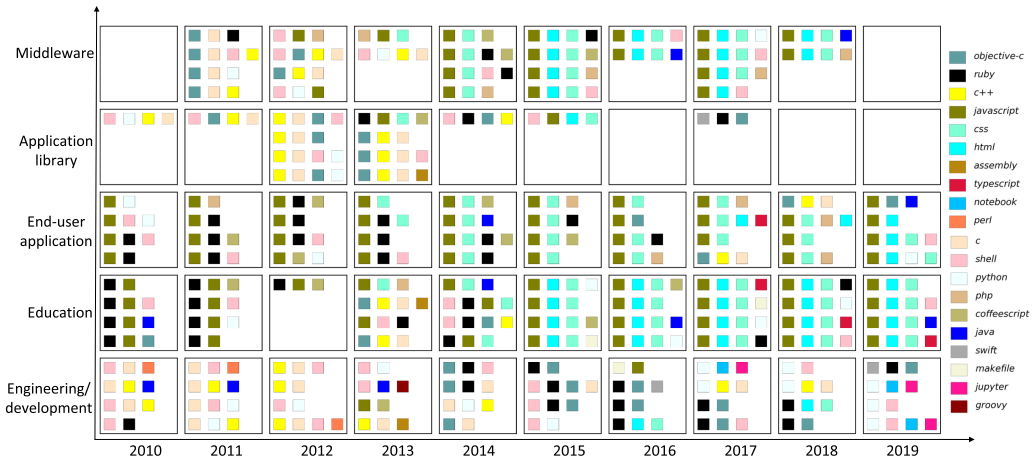 Middleware
Application
library
End-user
application
Education
Engineering/
development
2010
2011
2012
2013
2014
2015
2016
2017
2018
2019
objective-c
ruby
c++
javascript
css
html
assembly
typescript
notebook
perl
c
shell
python
php
coffeescript
java
swift
makefile
jupyter
groovy